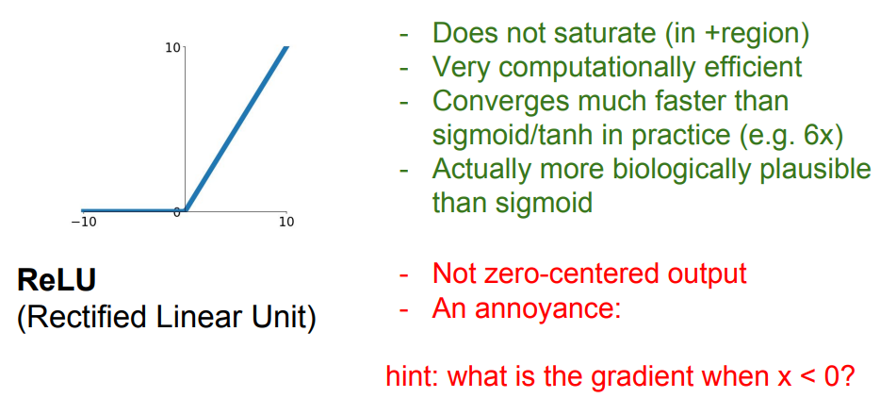 10
0
−10
10
ReLU
(Rectified Linear Unit)
- Does not saturate (in +region)
- Very computationally efficient
- Converges much faster than
sigmoid/tanh in practice (e.g. 6x)
- Actually more biologically plausible
than sigmoid
- Not zero-centered output
- An annoyance:
hint: what is the gradient when x < 0?